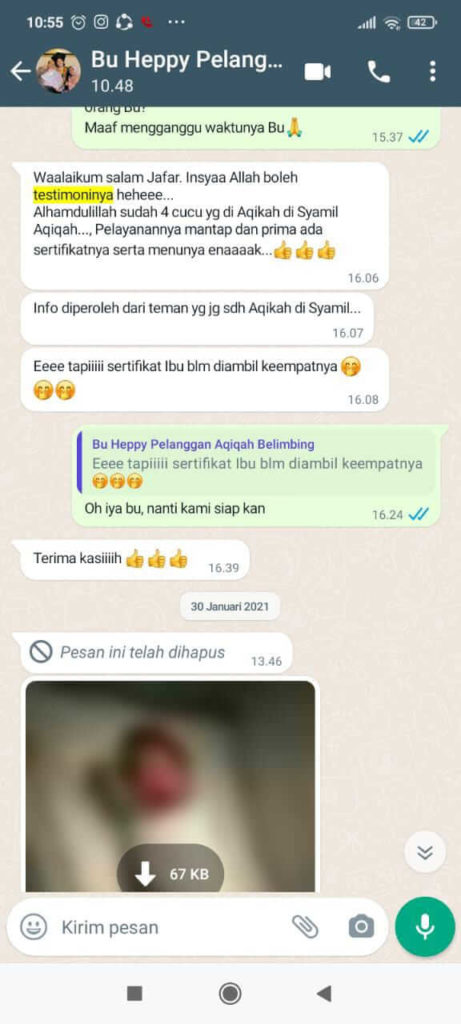 10:55
42
Bu Heppy Pelang...
10.48
orang Bu?
Maaf mengganggu waktunya Bu🙏
15.37
Waalaikum salam Jafar. Insyaa Allah boleh
testimoninya heheee...
Alhamdulillah sudah 4 cucu yg di Aqikah di Syamil
Aqiqah..., Pelayanannya mantap dan prima ada
sertifikatnya serta menunya enaaaak...👍👍👍
16.06
Info diperoleh dari teman yg jg sdh Aqikah di Syamil...
16.07
Eeee tapiiiii sertifikat Ibu blm diambil keempatnya 🤭
🤭🤭
16.08
Bu Heppy Pelanggan Aqiqah Belimbing
Eeee tapiiiii sertifikat Ibu blm diambil keempatnya
🤭🤭🤭
Oh iya bu, nanti kami siap kan
16.24
Terima kasiiiih 👍👍👍
16.39
30 Januari 2021
Pesan ini telah dihapus
13.46
67 KB
Kirim pesan